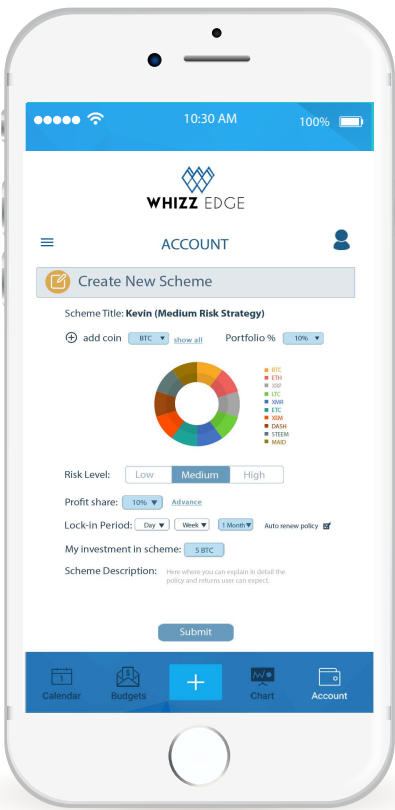 10:30 AM
100%
WHIZZ EDGE
ACCOUNT
Create New Scheme
Scheme Title: Kevin (Medium Risk Strategy)
add coin BTC show all Portfolio % 10%
BTC
ETH
XRP
LTC
XMR
ETC
XEM
DASH
STEEM
MAID
Risk Level: Low Medium High
Profit share: 10% Advance
Lock-in Period: Day Week 1 Month Auto renew policy
My investment in scheme: 5 BTC
Scheme Description: Here where you can explain in detail the
policy and returns user can expect.
Submit
1
Calendar Budgets + Chart Account